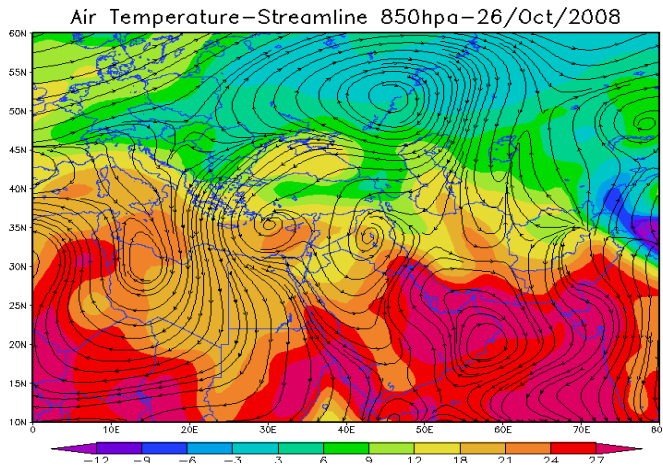 Air Temperature-Streamline 850hpa-26/Oct/2008
60N
55N
50N
45N
40N
35N
30N
25N
20N
15N
10N
0 10E 20E 30E 40E 50E 60E 70E 80E
-12 -9 -6 -3 3 6 9 12 18 21 24 27